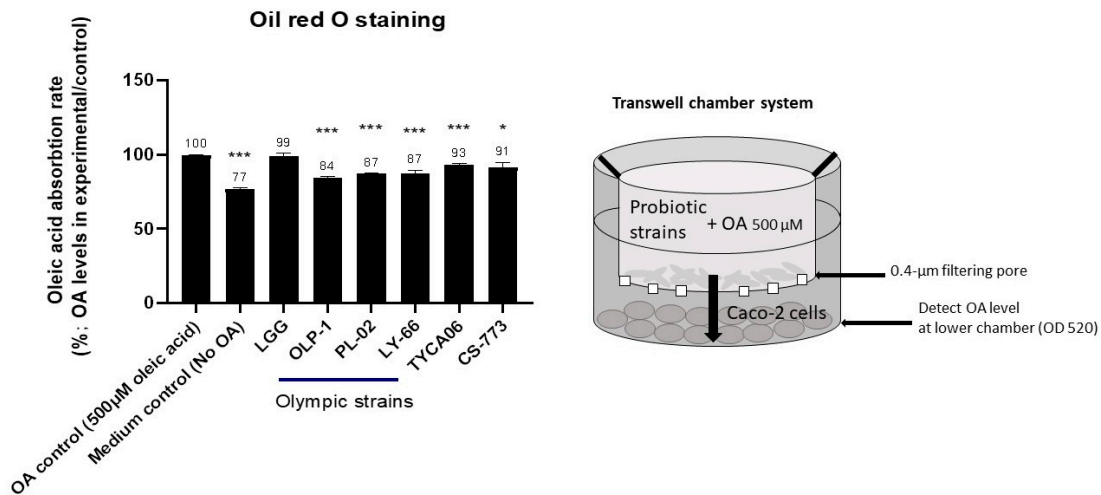 Oil red O staining
Oleic acid absorbtion rate
(%; OA levels in experimental/control)
150
100
50
0
100
***
77
99
***
84
***
87
***
87
***
93
*
91
OA control (500µM oleic acid)
Medium control (No OA)
LGG
OLP-1
PL-02
LY-66
TYCA06
CS-773
Olympic strains
Transwell chamber system
Probiotic
strains + OA 500 µM
0.4-µm filtering pore
Caco-2 cells
Detect OA level
at lower chamber (OD 520)